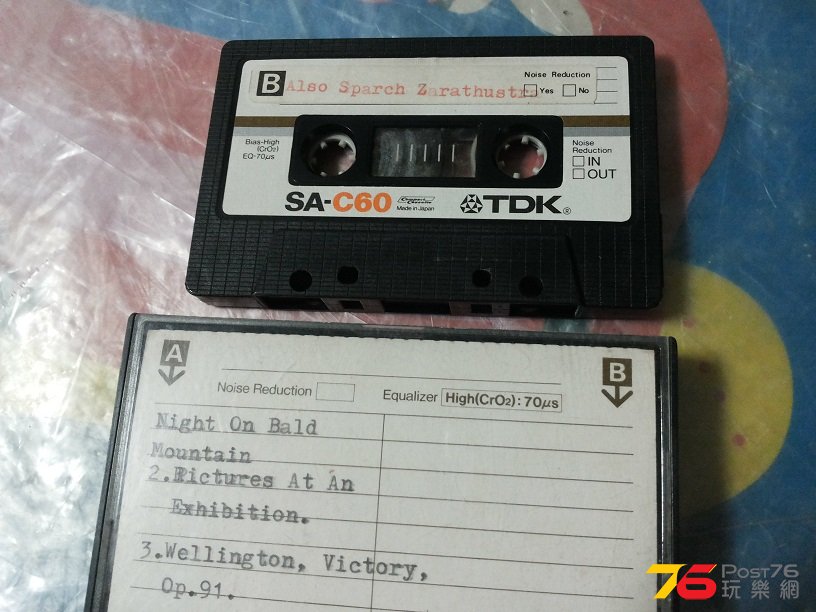 B Also Sparch Zarathustra
Noise Reduction
Yes No
Bias-High
(CrO2)
EQ-70µs
Noise
Reduction
IN
OUT
SA-C60
Compact Cassette
Made in Japan
TDK®
A
B
Noise Reduction
Equalizer High(CrO2): 70µs
Night On Bald
Mountain
2.Pictures At An
Exhibition.
3.Wellington, Victory,
Op.91.
76 POST76
玩樂網